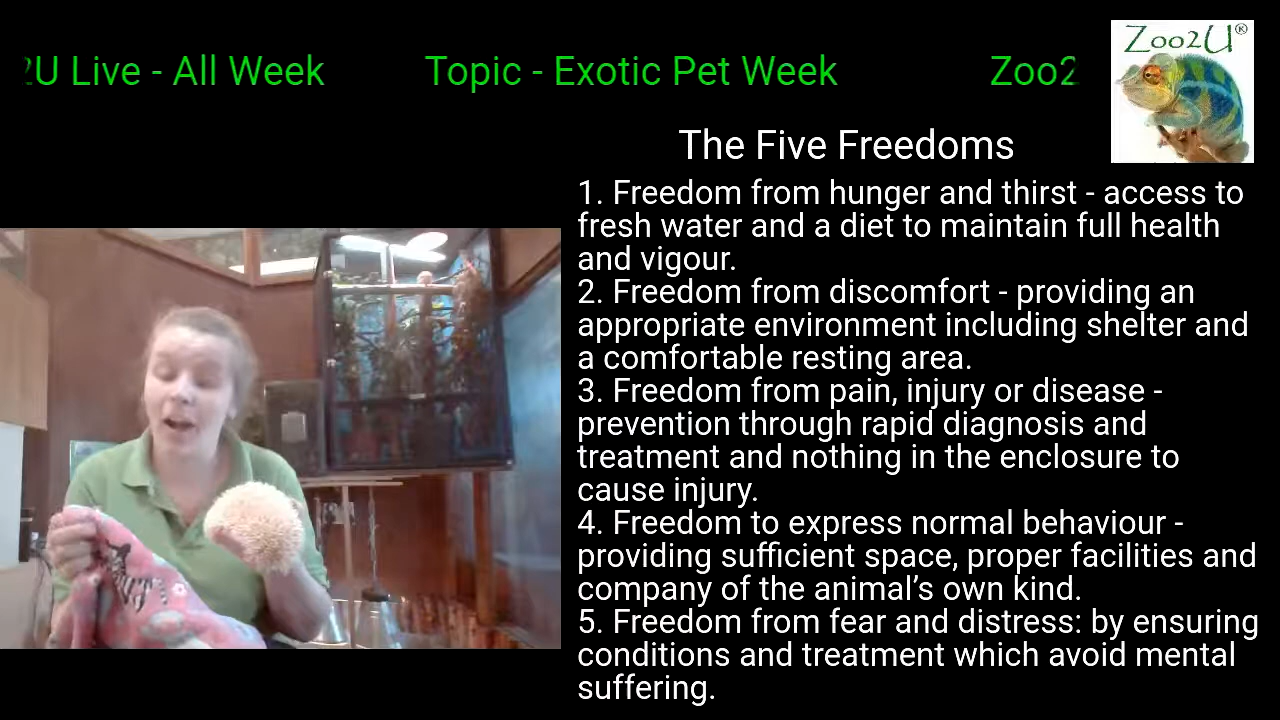 U Live - All Week Topic - Exotic Pet Week Zoo2
Zoo2U®
The Five Freedoms
1. Freedom from hunger and thirst - access to
fresh water and a diet to maintain full health
and vigour.
2. Freedom from discomfort - providing an
appropriate environment including shelter and
a comfortable resting area.
3. Freedom from pain, injury or disease -
prevention through rapid diagnosis and
treatment and nothing in the enclosure to
cause injury.
4. Freedom to express normal behaviour -
providing sufficient space, proper facilities and
company of the animal’s own kind.
5. Freedom from fear and distress: by ensuring
conditions and treatment which avoid mental
suffering.